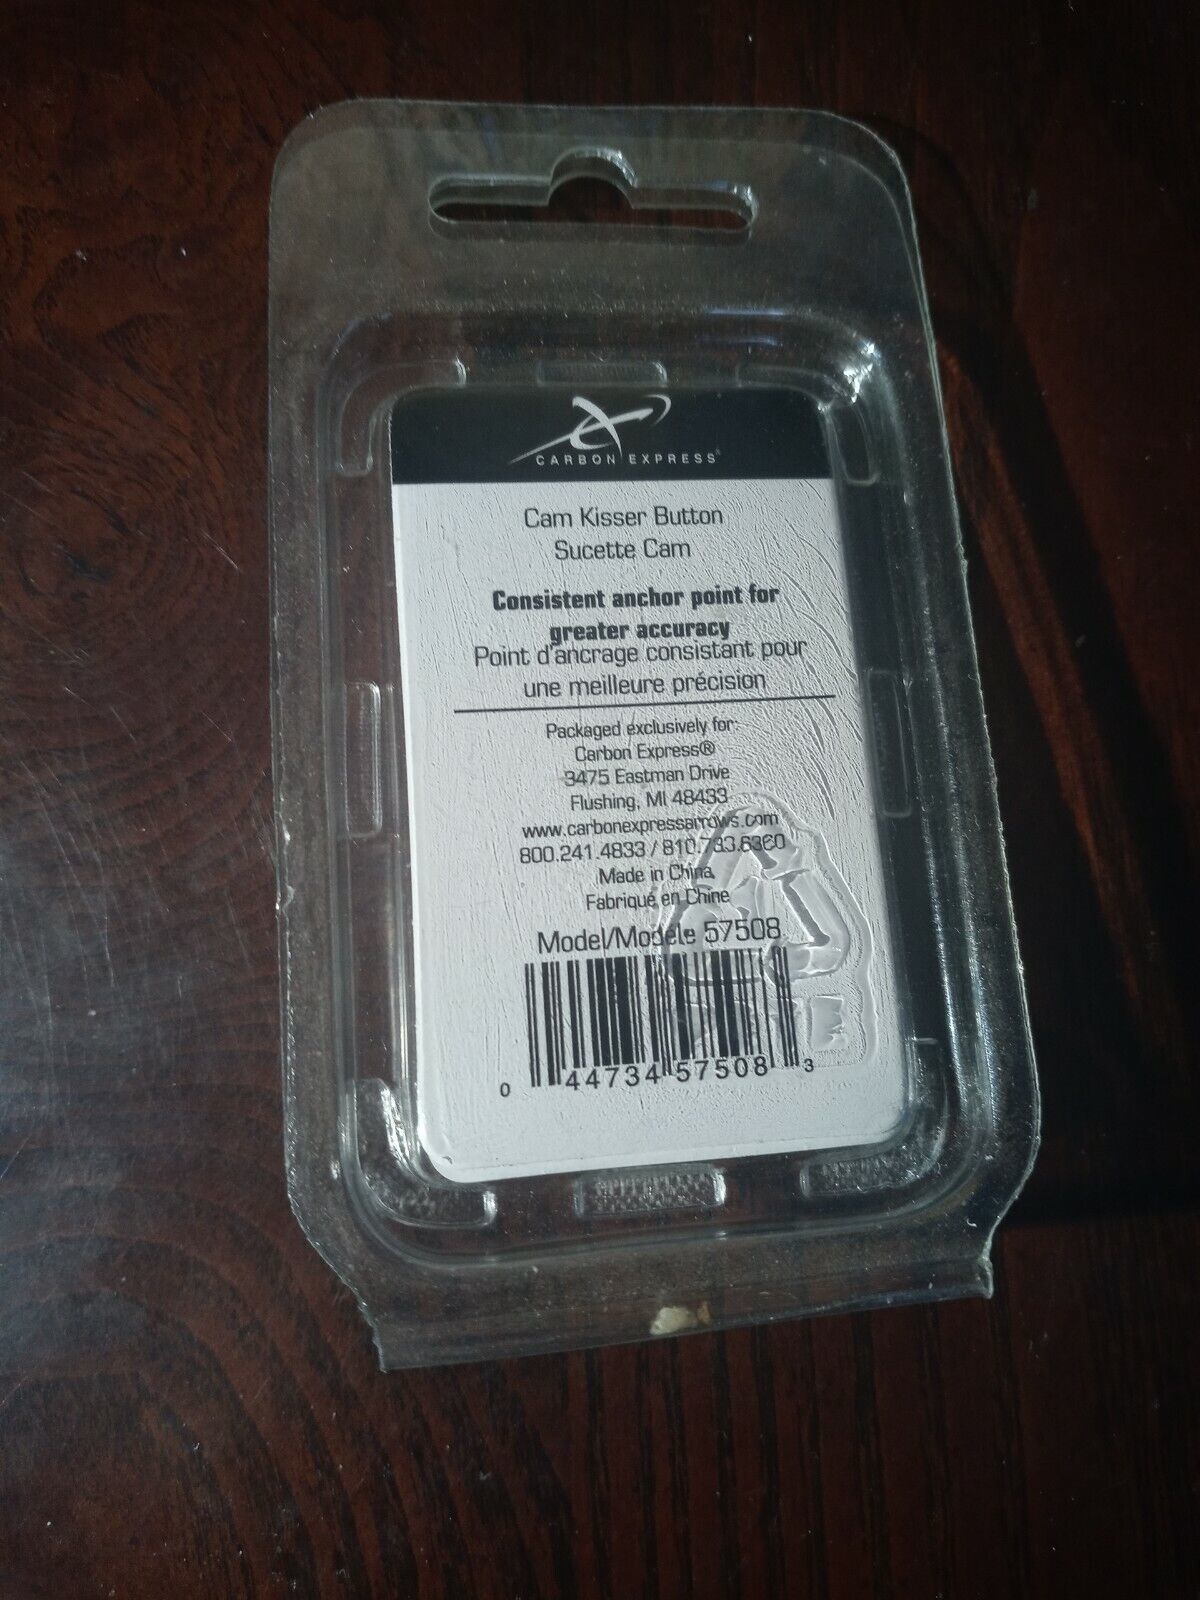 CARBON EXPRESS®
Cam Kisser Button
Sucette Cam
Consistent anchor point for
greater accuracy
Point d'ancrage consistant pour
une meilleure précision
Packaged exclusively for:
Carbon Express®
3475 Eastman Drive
Flushing, MI 48433
www.carbonexpressarrows.com
800.241.4833 / 810.733.6360
Made in China
Fabriqué en Chine
Model/Modèle 57508
0 44734 57508 3